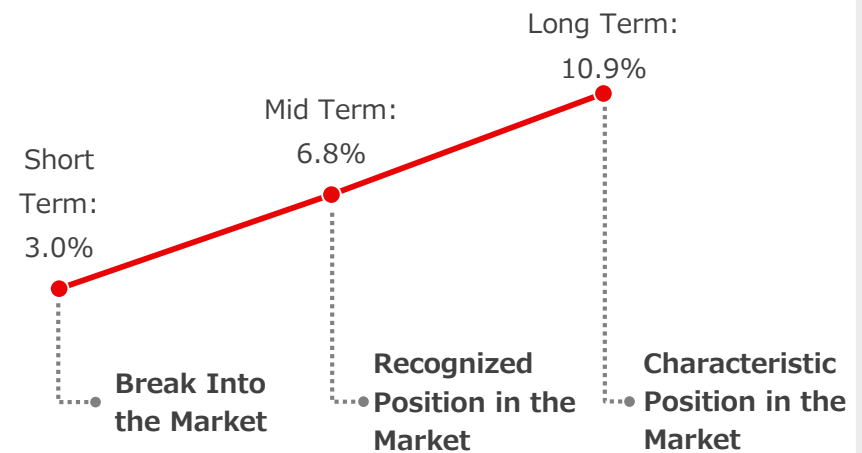 Short
Term:
3.0%
Mid Term:
6.8%
Long Term:
10.9%
Break Into
the Market
Recognized
Position in the
Market
Characteristic
Position in the
Market